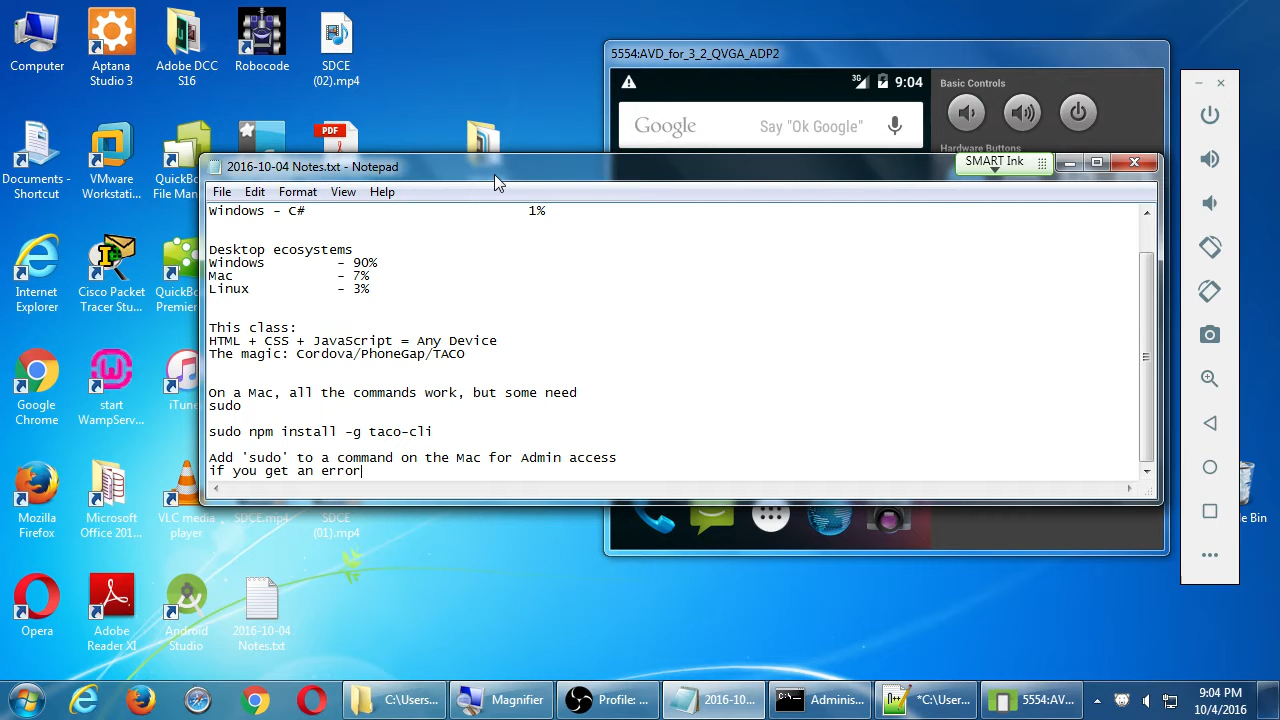 Computer
Aptana
Studio 3
Adobe DCC
S16
Robocode
SDCE
(02).mp4
Documents -
Shortcut
VMware
Workstati...
QuickB
File Man
PDF
Internet
Explorer
Cisco Packet
Tracer Stu...
QuickBo
Premier
Google
Chrome
start
WampServ...
iTune
Mozilla
Firefox
Microsoft
Office 201...
VLC media
player
SDCE.mp4
SDCE
(01).mp4
Opera
Adobe
Reader XI
Android
Studio
2016-10-04
Notes.txt
5554:AVD_for_3_2_QVGA_ADP2
3G
9:04
Google
Say "Ok Google"
Basic Controls
Hardware Buttons
2016-10-04 Notes.txt - Notepad
SMART Ink
File Edit Format View Help
Windows - C# 1%
Desktop ecosystems
Windows - 90%
Mac - 7%
Linux - 3%
This class:
HTML + CSS + JavaScript = Any Device
The magic: Cordova/PhoneGap/TACO
On a Mac, all the commands work, but some need
sudo
sudo npm install -g taco-cli
Add 'sudo' to a command on the Mac for Admin access
if you get an error
e Bin
C:\Users...
Magnifier
Profile: ...
2016-10...
Adminis...
*C:\User...
5554:AV...
9:04 PM
10/4/2016